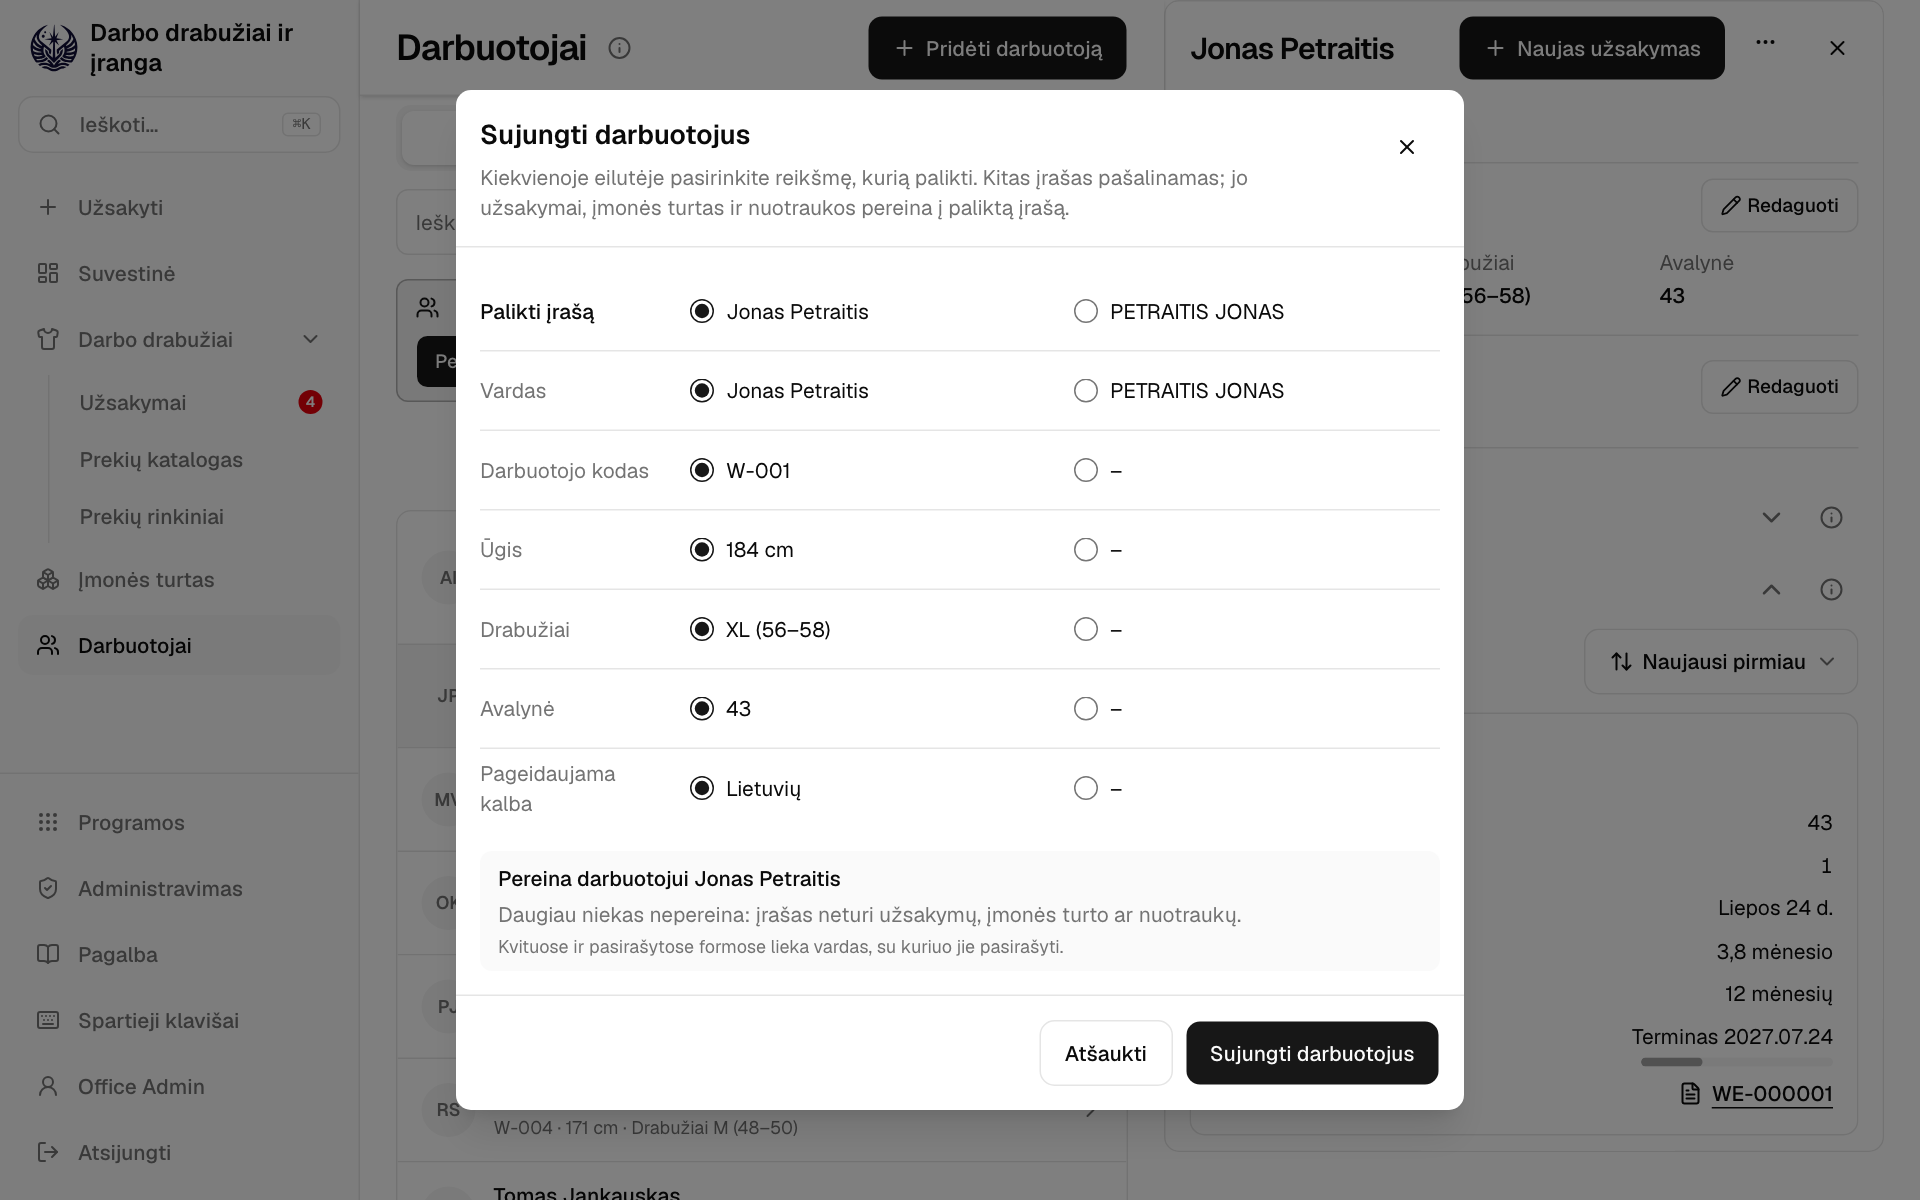 Darbo drabužiai ir
įranga
Ieškoti...
⌘K
Užsakyti
Suvestinė
Darbo drabužiai
Užsakymai
4
Prekių katalogas
Prekių rinkiniai
Įmonės turtas
Darbuotojai
Programos
Administravimas
Pagalba
Spartieji klavišai
Office Admin
Atsijungti
Darbuotojai
+ Pridėti darbuotoją
JP
OK
PJ
RS
W-004 · 171 cm · Drabužiai M (48–50)
Tomas Jankauskas
Jonas Petraitis
+ Naujas užsakymas
Redaguoti
Avalynė
56–58)
43
Redaguoti
Naujausi pirmiau
43
1
Liepos 24 d.
3,8 mėnesio
12 mėnesių
Terminas 2027.07.24
WE-000001
Sujungti darbuotojus
Kiekvienoje eilutėje pasirinkite reikšmę, kurią palikti. Kitas įrašas pašalinamas; jo
užsakymai, įmonės turtas ir nuotraukos pereina į paliktą įrašą.
Palikti įrašą
Jonas Petraitis
PETRAITIS JONAS
Vardas
Jonas Petraitis
PETRAITIS JONAS
Darbuotojo kodas
W-001
–
Ūgis
184 cm
–
Drabužiai
XL (56–58)
–
Avalynė
43
–
Pageidaujama
kalba
Lietuvių
–
Pereina darbuotojui Jonas Petraitis
Daugiau niekas nepereina: įrašas neturi užsakymų, įmonės turto ar nuotraukų.
Kvituose ir pasirašytose formose lieka vardas, su kuriuo jie pasirašyti.
Atšaukti
Sujungti darbuotojus